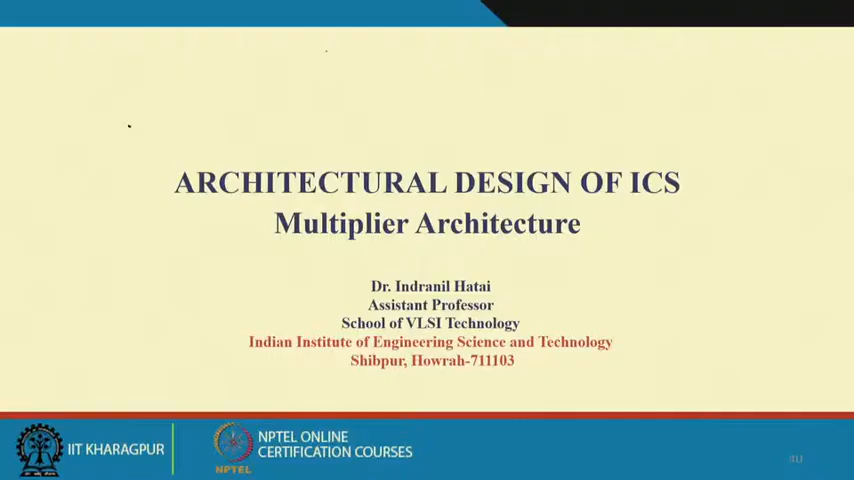 ARCHITECTURAL DESIGN OF ICS
Multiplier Architecture
Dr. Indranil Hatai
Assistant Professor
School of VLSI Technology
Indian Institute of Engineering Science and Technology
Shibpur, Howrah-711103
IIT KHARAGPUR
NPTEL
NPTEL ONLINE
CERTIFICATION COURSES